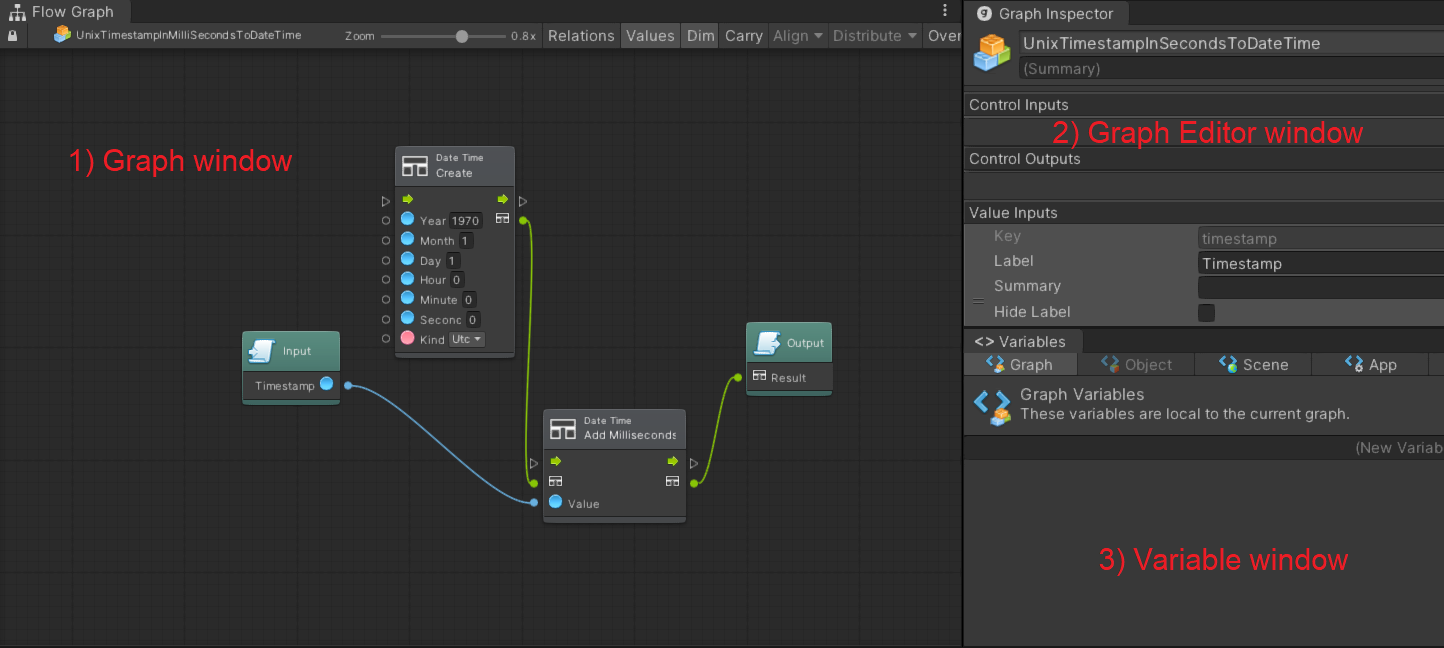 Flow Graph
UnixTimestampInMilliSecondsToDateTime
Zoom
0.8x
Relations
Values
Dim
Carry
Align
Distribute
Over
1) Graph window
Date Time
Create
Year 1970
Month 1
Day 1
Hour 0
Minute 0
Second 0
Kind Utc
Input
Timestamp
Date Time
Add Milliseconds
Value
Output
Result
Graph Inspector
UnixTimestampInSecondsToDateTime
(Summary)
Control Inputs
2) Graph Editor window
Control Outputs
Value Inputs
Key timestamp
Label Timestamp
Summary
Hide Label
<> Variables
Graph
Object
Scene
App
Graph Variables
These variables are local to the current graph.
(New Variab
3) Variable window